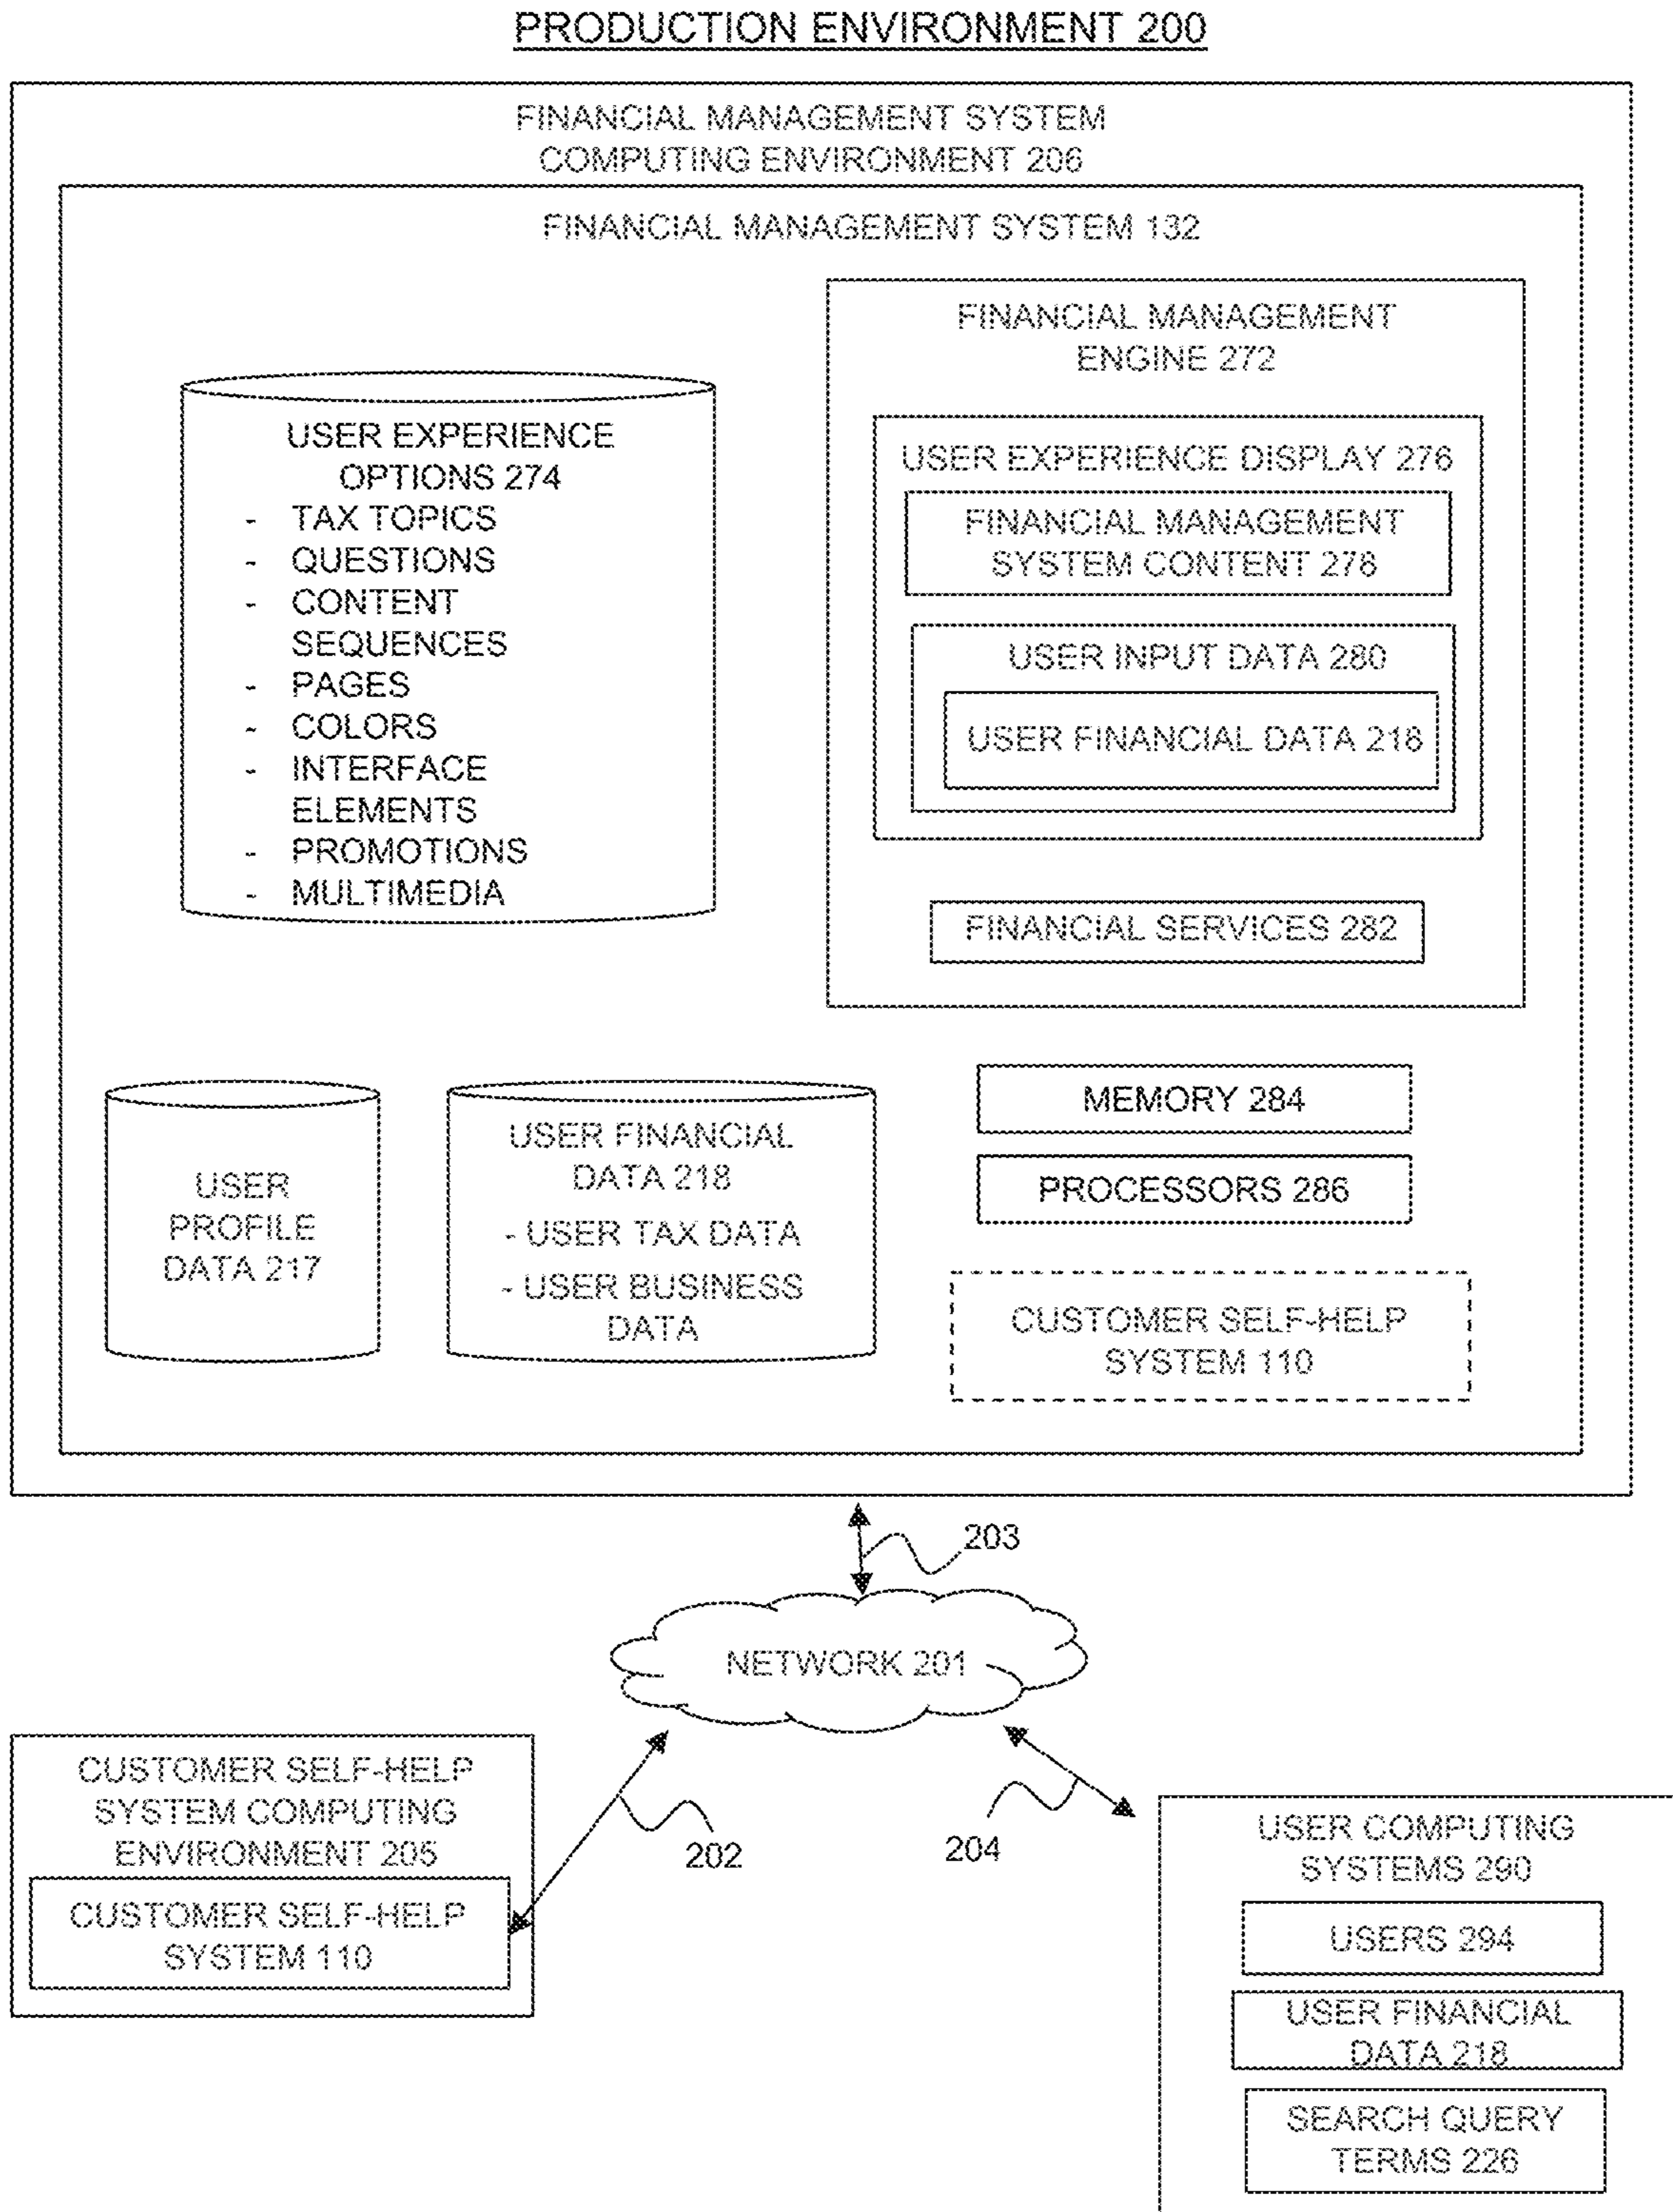 PRODUCTION ENVIRONMENT 200
FINANCIAL MANAGEMENT SYSTEM
COMPUTING ENVIRONMENT 206
FINANCIAL MANAGEMENT SYSTEM 132
USER EXPERIENCE
OPTIONS 274
- TAX TOPICS
- QUESTIONS
- CONTENT
SEQUENCES
- PAGES
- COLORS
- INTERFACE
ELEMENTS
- PROMOTIONS
- MULTIMEDIA
FINANCIAL MANAGEMENT
ENGINE 272
USER EXPERIENCE DISPLAY 276
FINANCIAL MANAGEMENT
SYSTEM CONTENT 278
USER INPUT DATA 280
USER FINANCIAL DATA 218
FINANCIAL SERVICES 282
USER
PROFILE
DATA 217
USER FINANCIAL
DATA 218
- USER TAX DATA
- USER BUSINESS
DATA
MEMORY 284
PROCESSORS 286
CUSTOMER SELF-HELP
SYSTEM 110
203
NETWORK 201
CUSTOMER SELF-HELP
SYSTEM COMPUTING
ENVIRONMENT 205
CUSTOMER SELF-HELP
SYSTEM 110
202
204
USER COMPUTING
SYSTEMS 290
USERS 294
USER FINANCIAL
DATA 218
SEARCH QUERY
TERMS 226